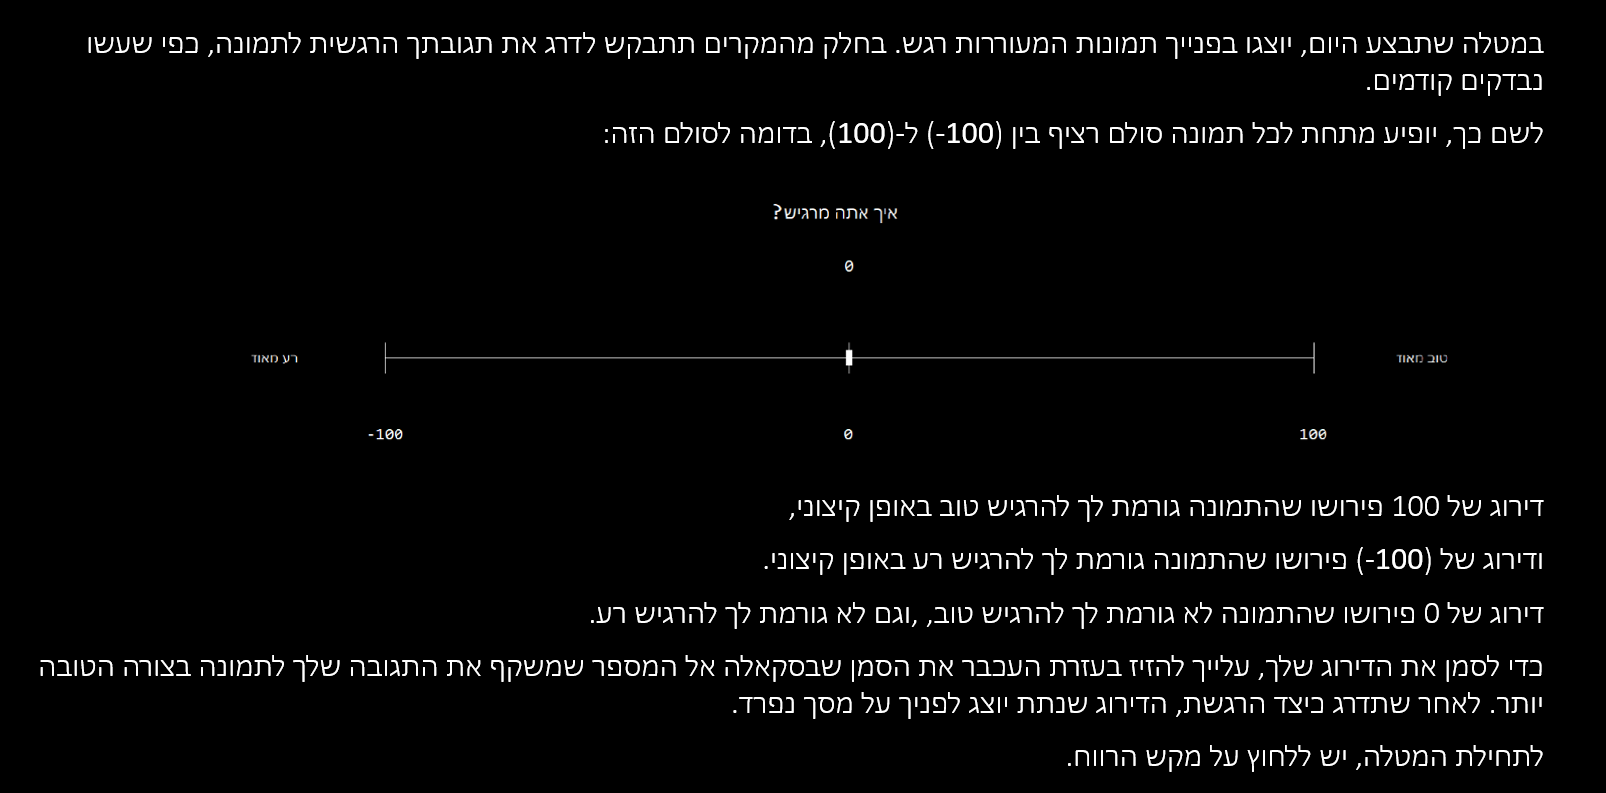 במטלה שתבצע היום, יוצגו בפנייך תמונות המעוררות רגש. בחלק מהמקרים תתבקש לדרג את תגובתך הרגשית לתמונה, כפי שעשו
נבדקים קודמים.
לשם כך, יופיע מתחת לכל תמונה סולם רציף בין (100-) ל-(100), בדומה לסולם הזה:
איך אתה מרגיש?
0
טוב מאוד
רע מאוד
-100 0 100
דירוג של 100 פירושו שהתמונה גורמת לך להרגיש טוב באופן קיצוני,
ודירוג של (100-) פירושו שהתמונה גורמת לך להרגיש רע באופן קיצוני.
דירוג של 0 פירושו שהתמונה לא גורמת לך להרגיש טוב, ,וגם לא גורמת לך להרגיש רע.
כדי לסמן את הדירוג שלך, עלייך להזיז בעזרת העכבר את הסמן שבסקאלה אל המספר שמשקף את התגובה שלך לתמונה בצורה הטובה
יותר. לאחר שתדרג כיצד הרגשת, הדירוג שנתת יוצג לפניך על מסך נפרד.
לתחילת המטלה, יש ללחוץ על מקש הרווח.